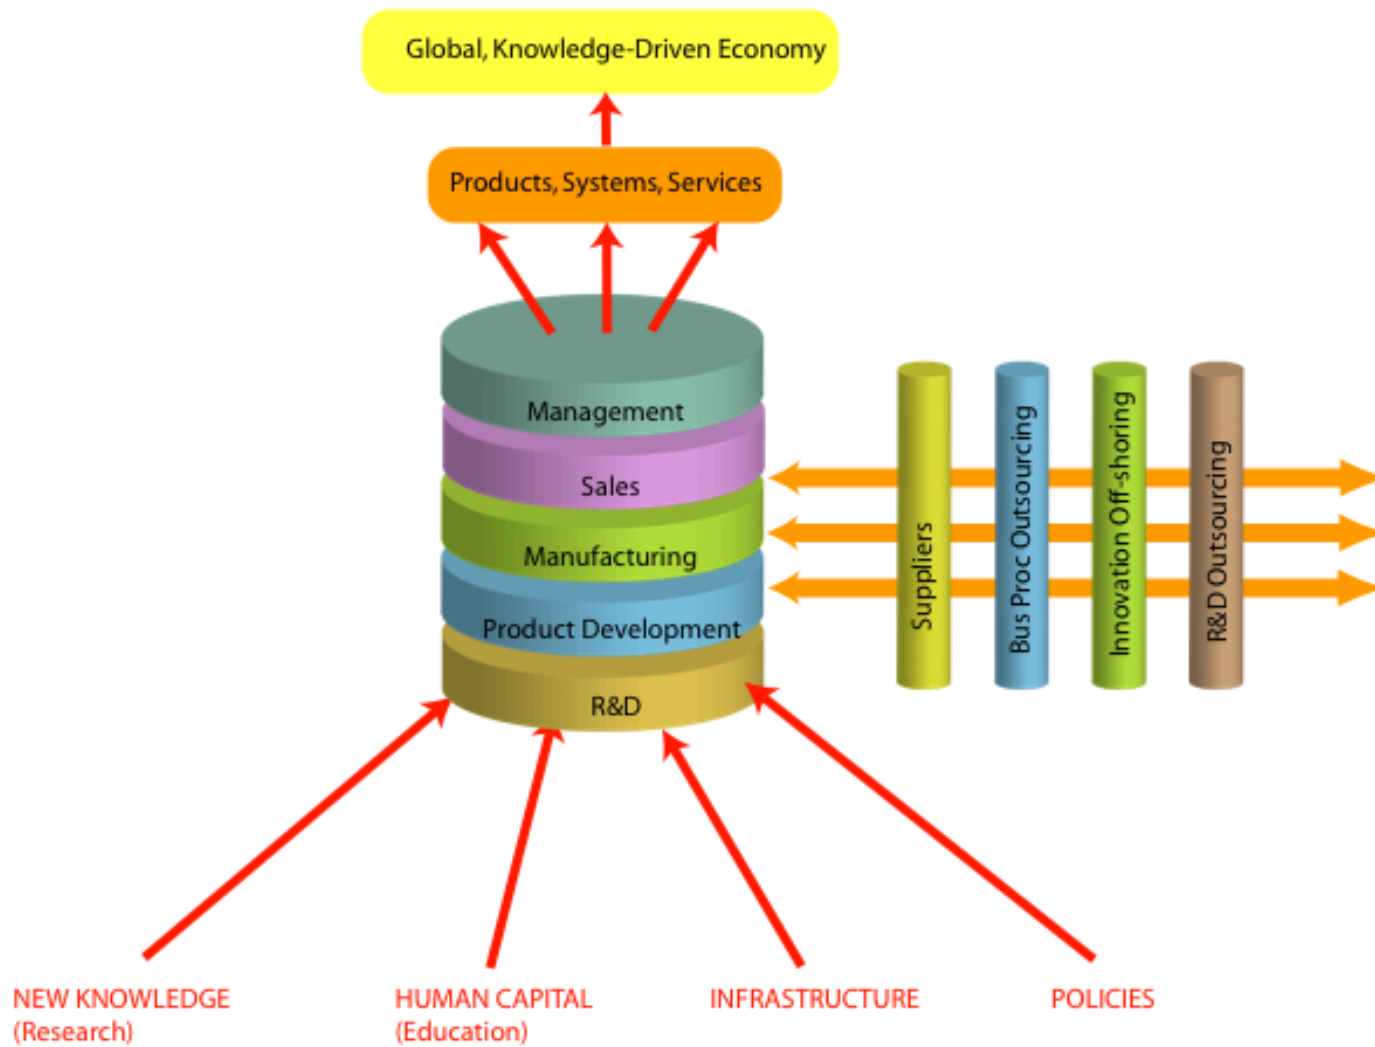 Global, Knowledge-Driven Economy
Products, Systems, Services
Management
Sales
Manufacturing
Product Development
R&D
Suppliers
Bus Proc Outsourcing
Innovation Off-shoring
R&D Outsourcing
NEW KNOWLEDGE
(Research)
HUMAN CAPITAL
(Education)
INFRASTRUCTURE
POLICIES